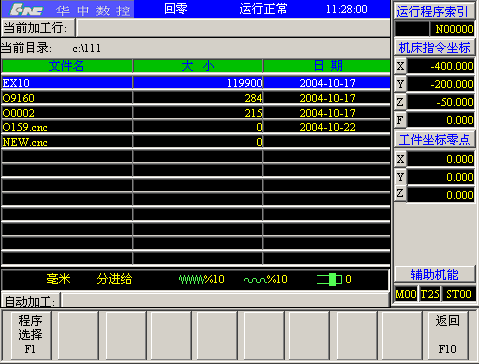 CNC 华中数控 回零 运行正常 11:28:00
当前加工行:
当前目录: c:\111
文件名 大 小 日 期
EX10 119900 2004-10-17
O9160 284 2004-10-17
O0002 215 2004-10-17
O159.cnc 0 2004-10-22
NEW.cnc 0
毫米 分进给 %10 %10 0
自动加工:
运行程序索引
N00000
机床指令坐标
X -400.000
Y -200.000
Z -50.000
F 0.000
工件坐标零点
X 0.000
Y 0.000
Z 0.000
辅助机能
M00 T25 ST00
程序
选择
F1
返回
F10